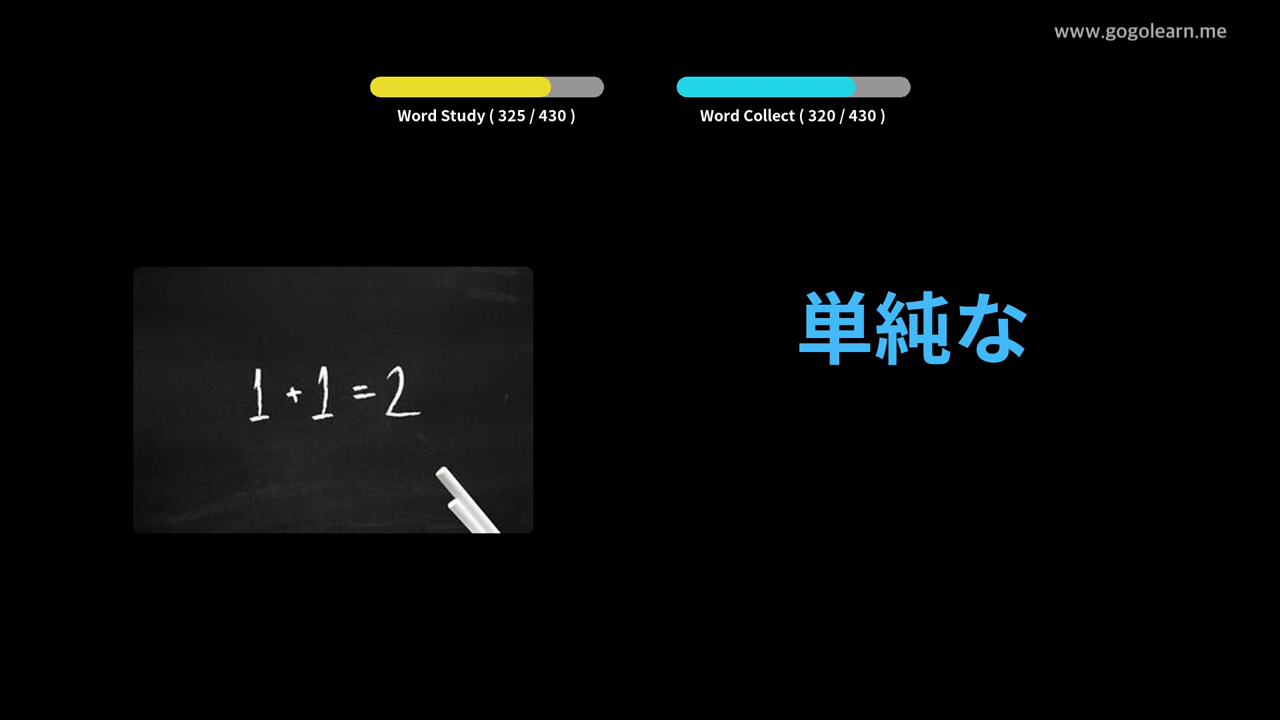 www.gogolearn.me
Word Study ( 325 / 430 )
Word Collect ( 320 / 430 )
単純な
1 + 1 = 2